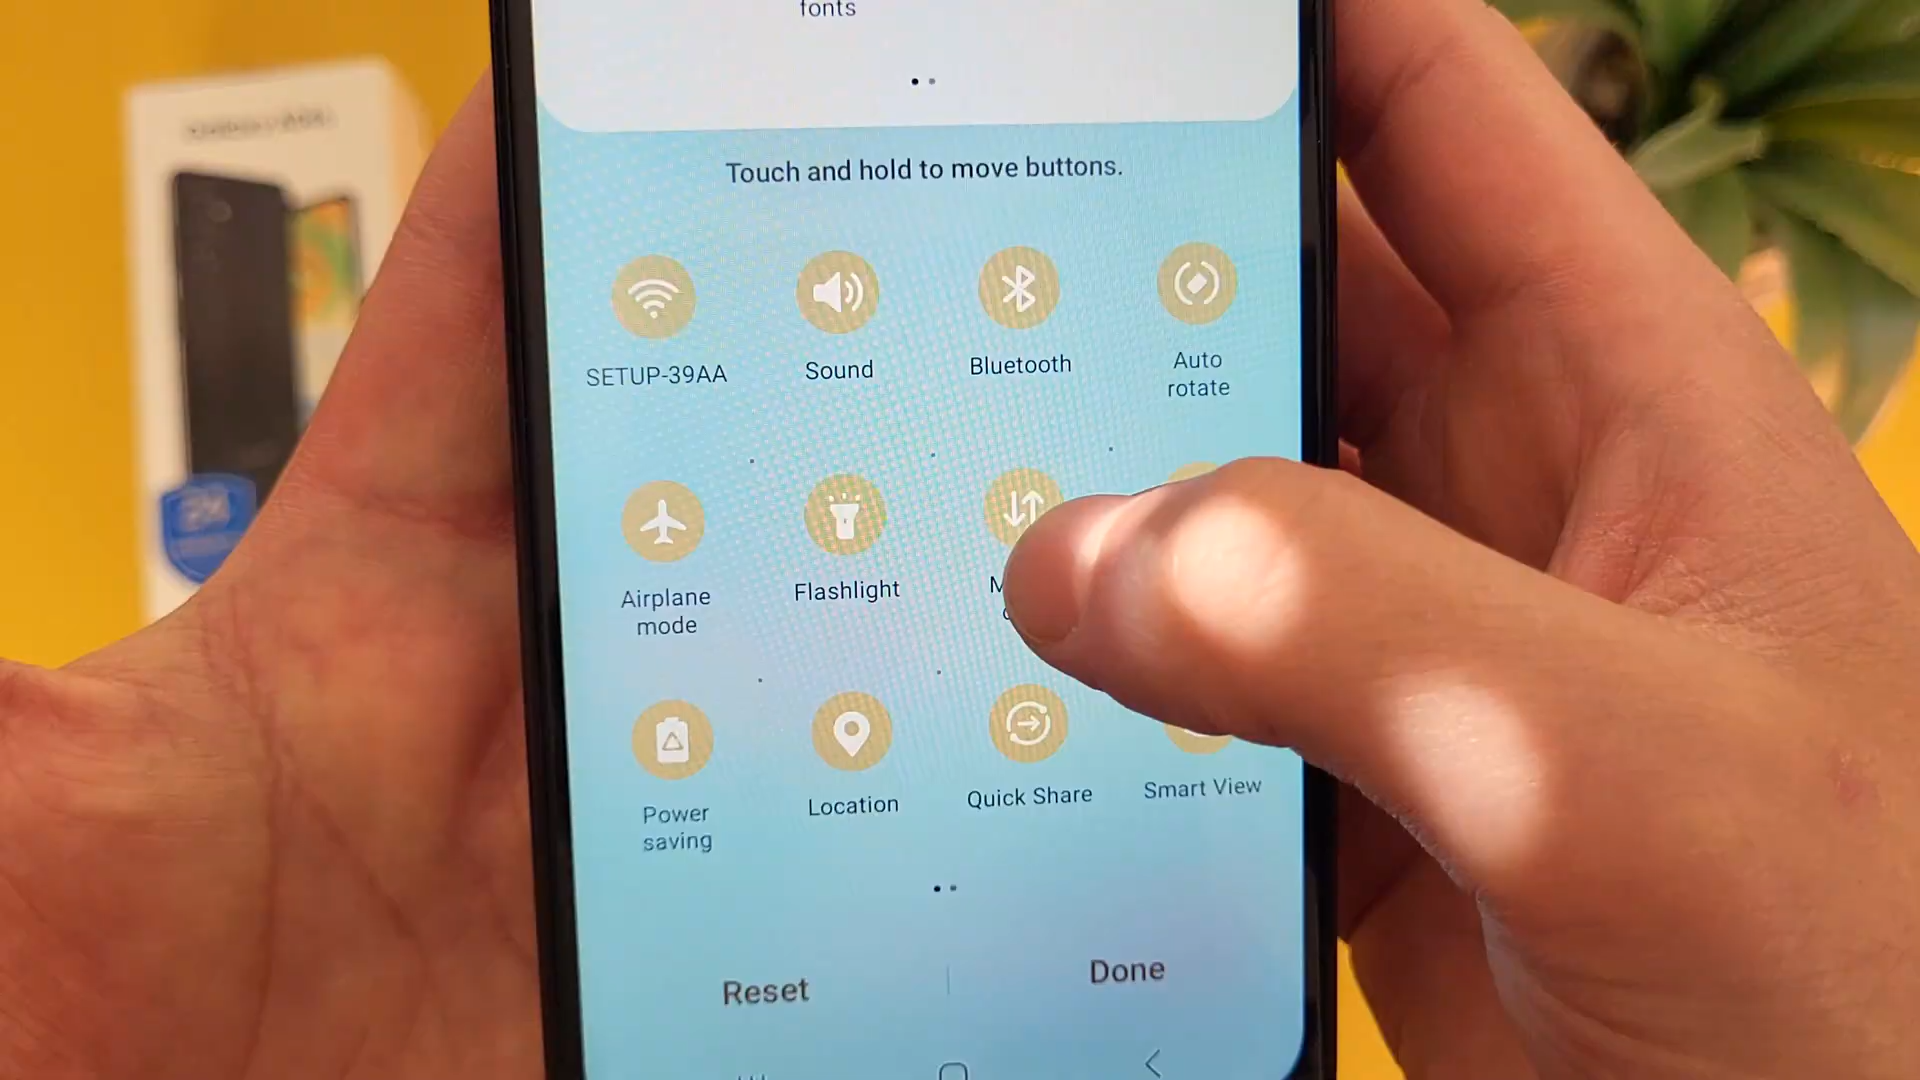 fonts
Touch and hold to move buttons.
SETUP-39AA
Sound
Bluetooth
Auto
rotate
Airplane
mode
Flashlight
M
Power
saving
Location
Quick Share
Smart View
Reset
Done